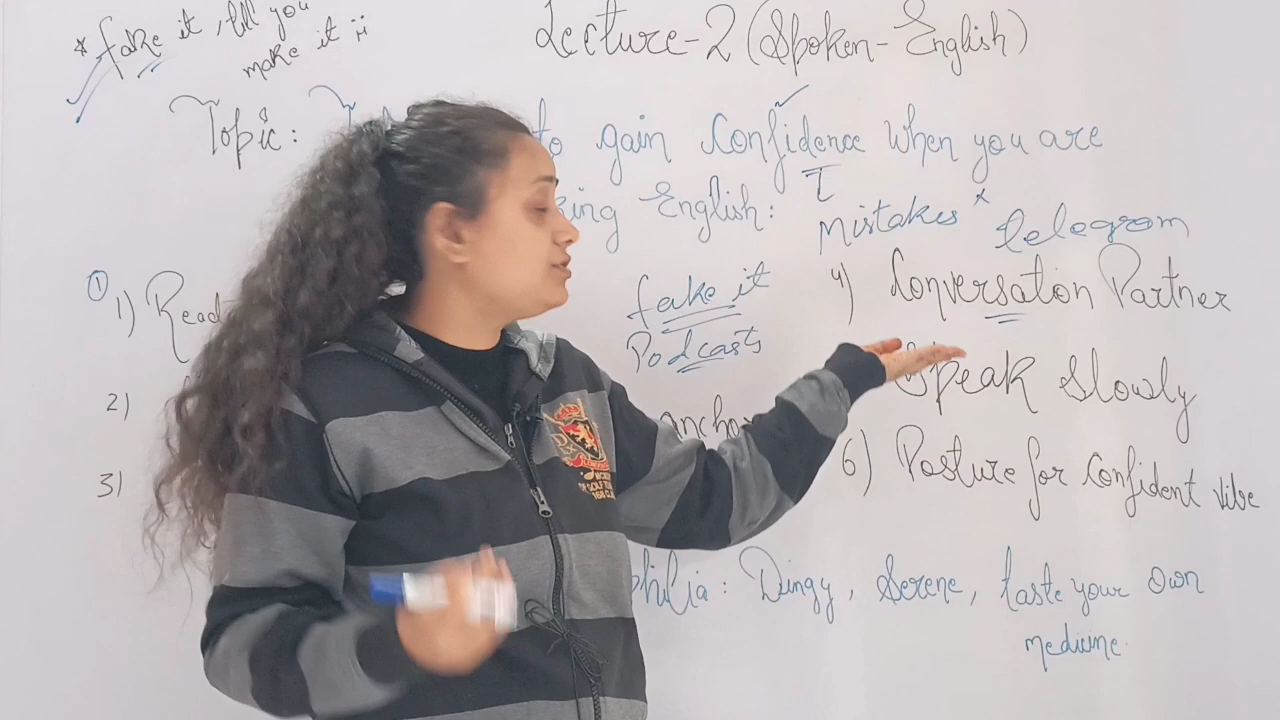 * fake it, till you
make it
Lecture-2 (Spoken-English)
Topic: to gain Confidence when you are
king English:
I
mistakes x
telegram
1
1) Read
fake it
Podcasts
4) Conversation Partner
2)
anchor
Speak Slowly
3)
6) Posture for Confident vibe
philia: Dingy, Serene, taste your own
medicine.